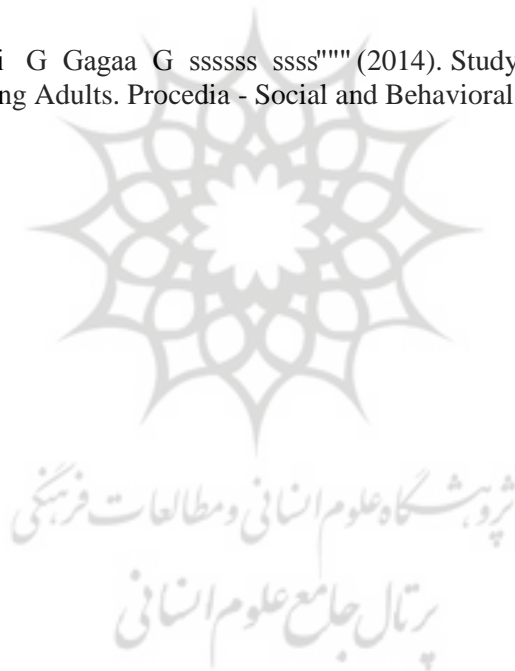 i G Gagaa G ssssss ssss""" (2014). Study
ng Adults. Procedia - Social and Behavioral
پژوهشگاه علوم انسانی و مطالعات فرهنگی
پرتال جامع علوم انسانی